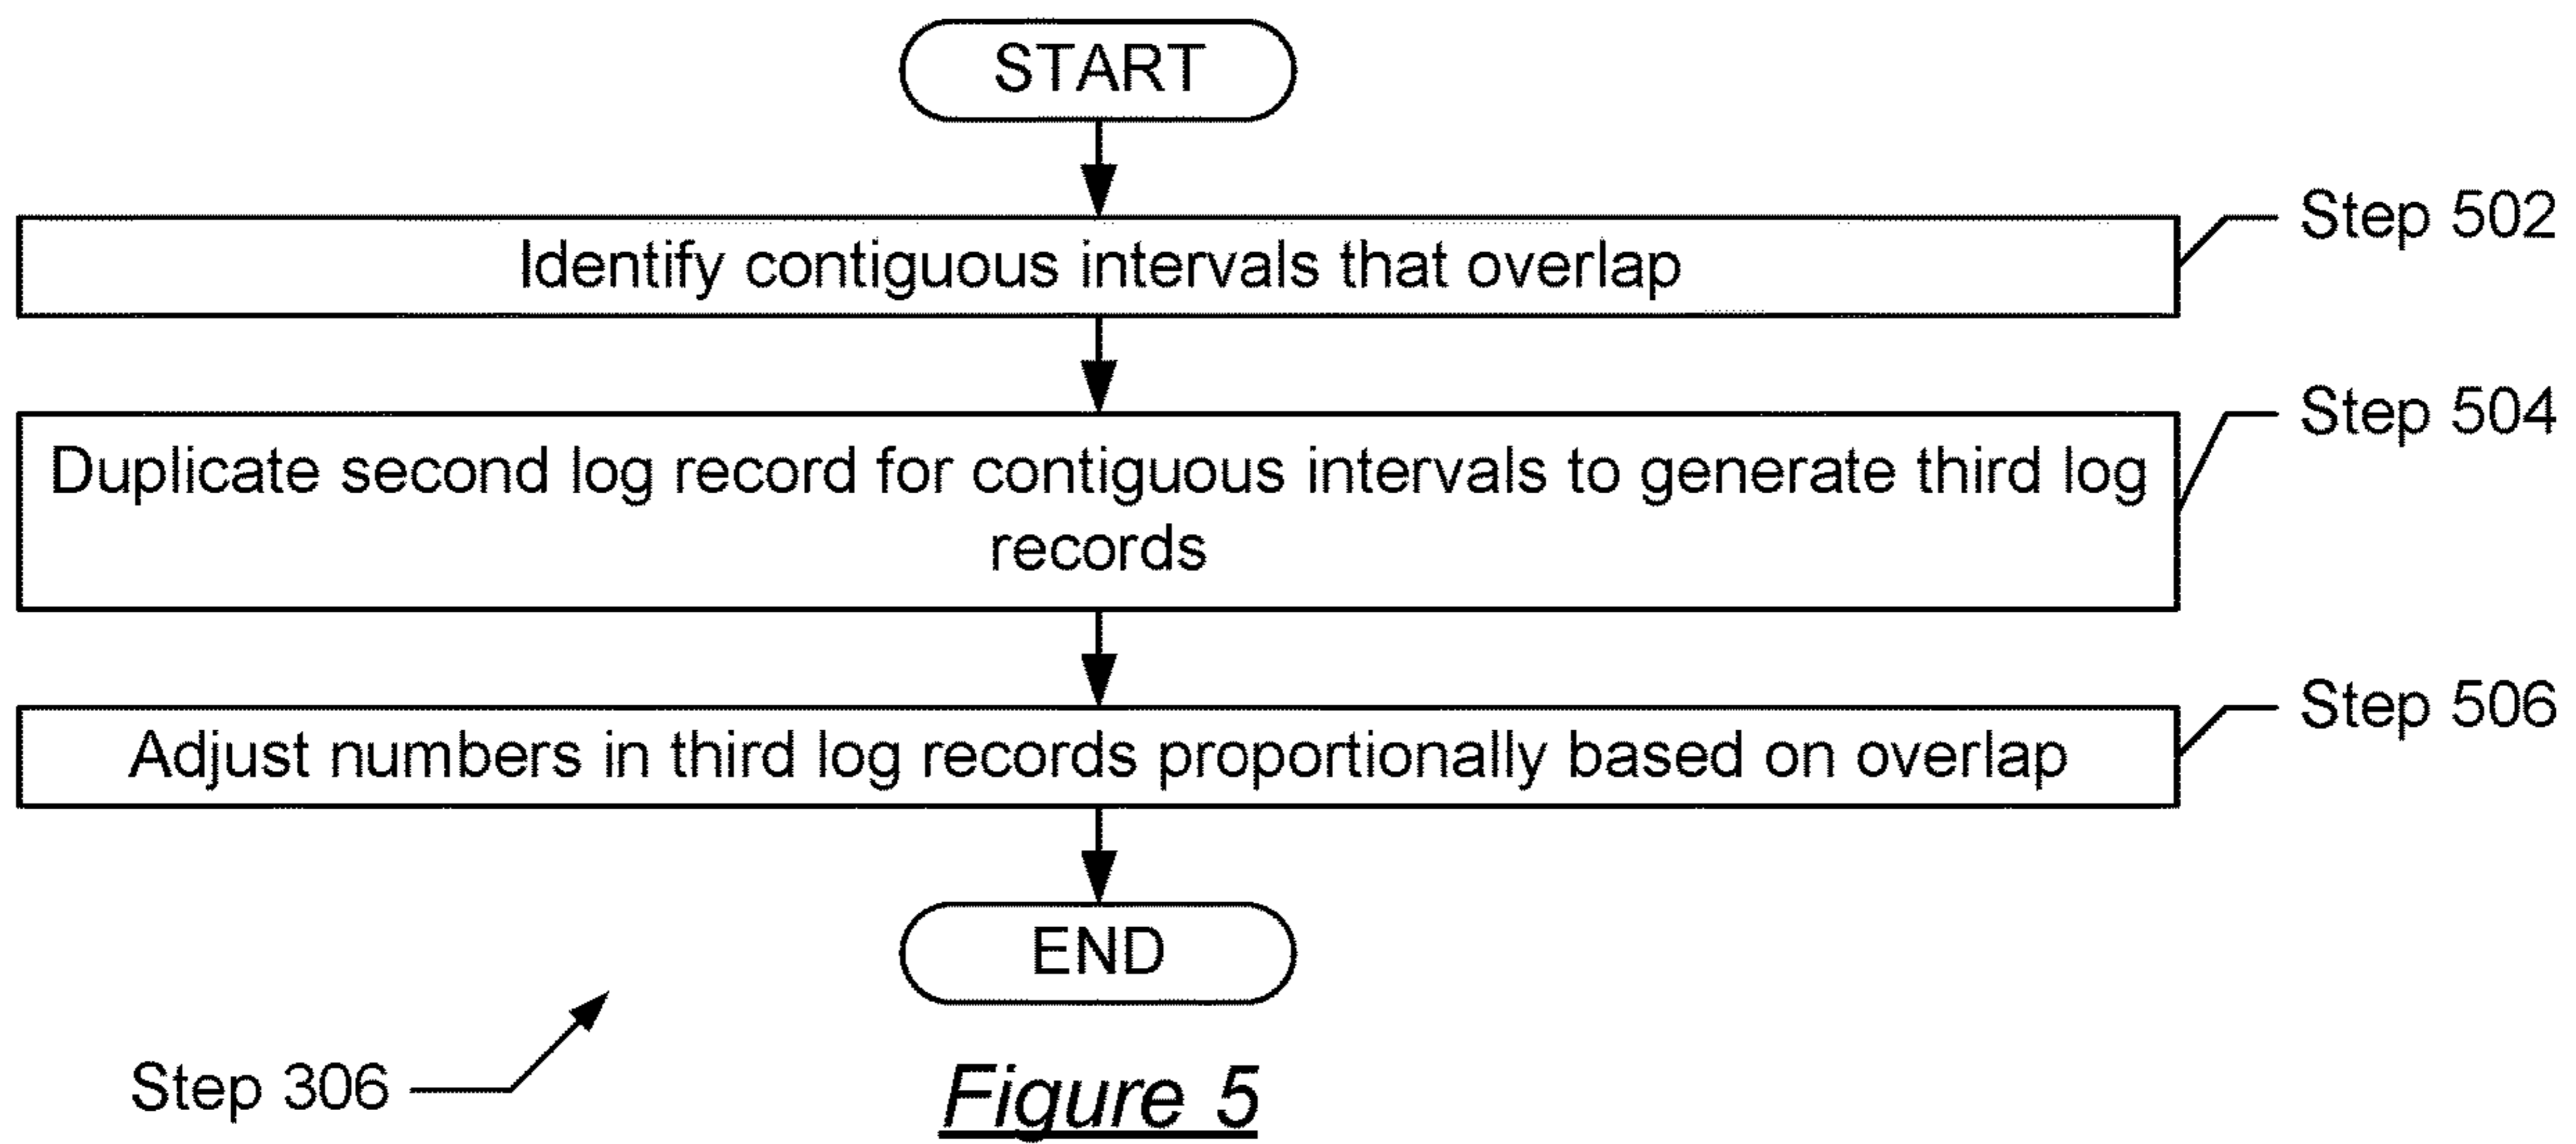 START
Step 502
Identify contiguous intervals that overlap
Step 504
Duplicate second log record for contiguous intervals to generate third log
records
Step 506
Adjust numbers in third log records proportionally based on overlap
END
Step 306
Figure 5